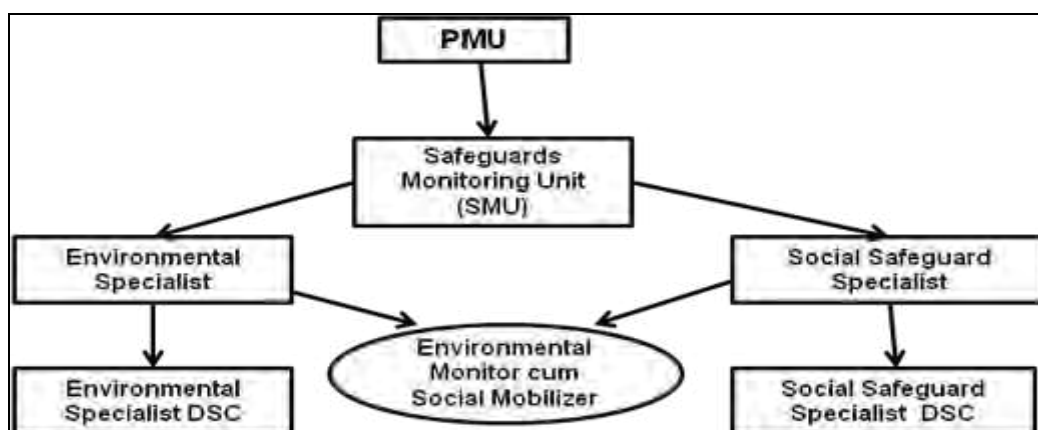 PMU
Safeguards
Monitoring Unit
(SMU)
Environmental
Specialist
Social Safeguard
Specialist
Environmental
Monitor cum
Social Mobilizer
Environmental
Specialist DSC
Social Safeguard
Specialist DSC